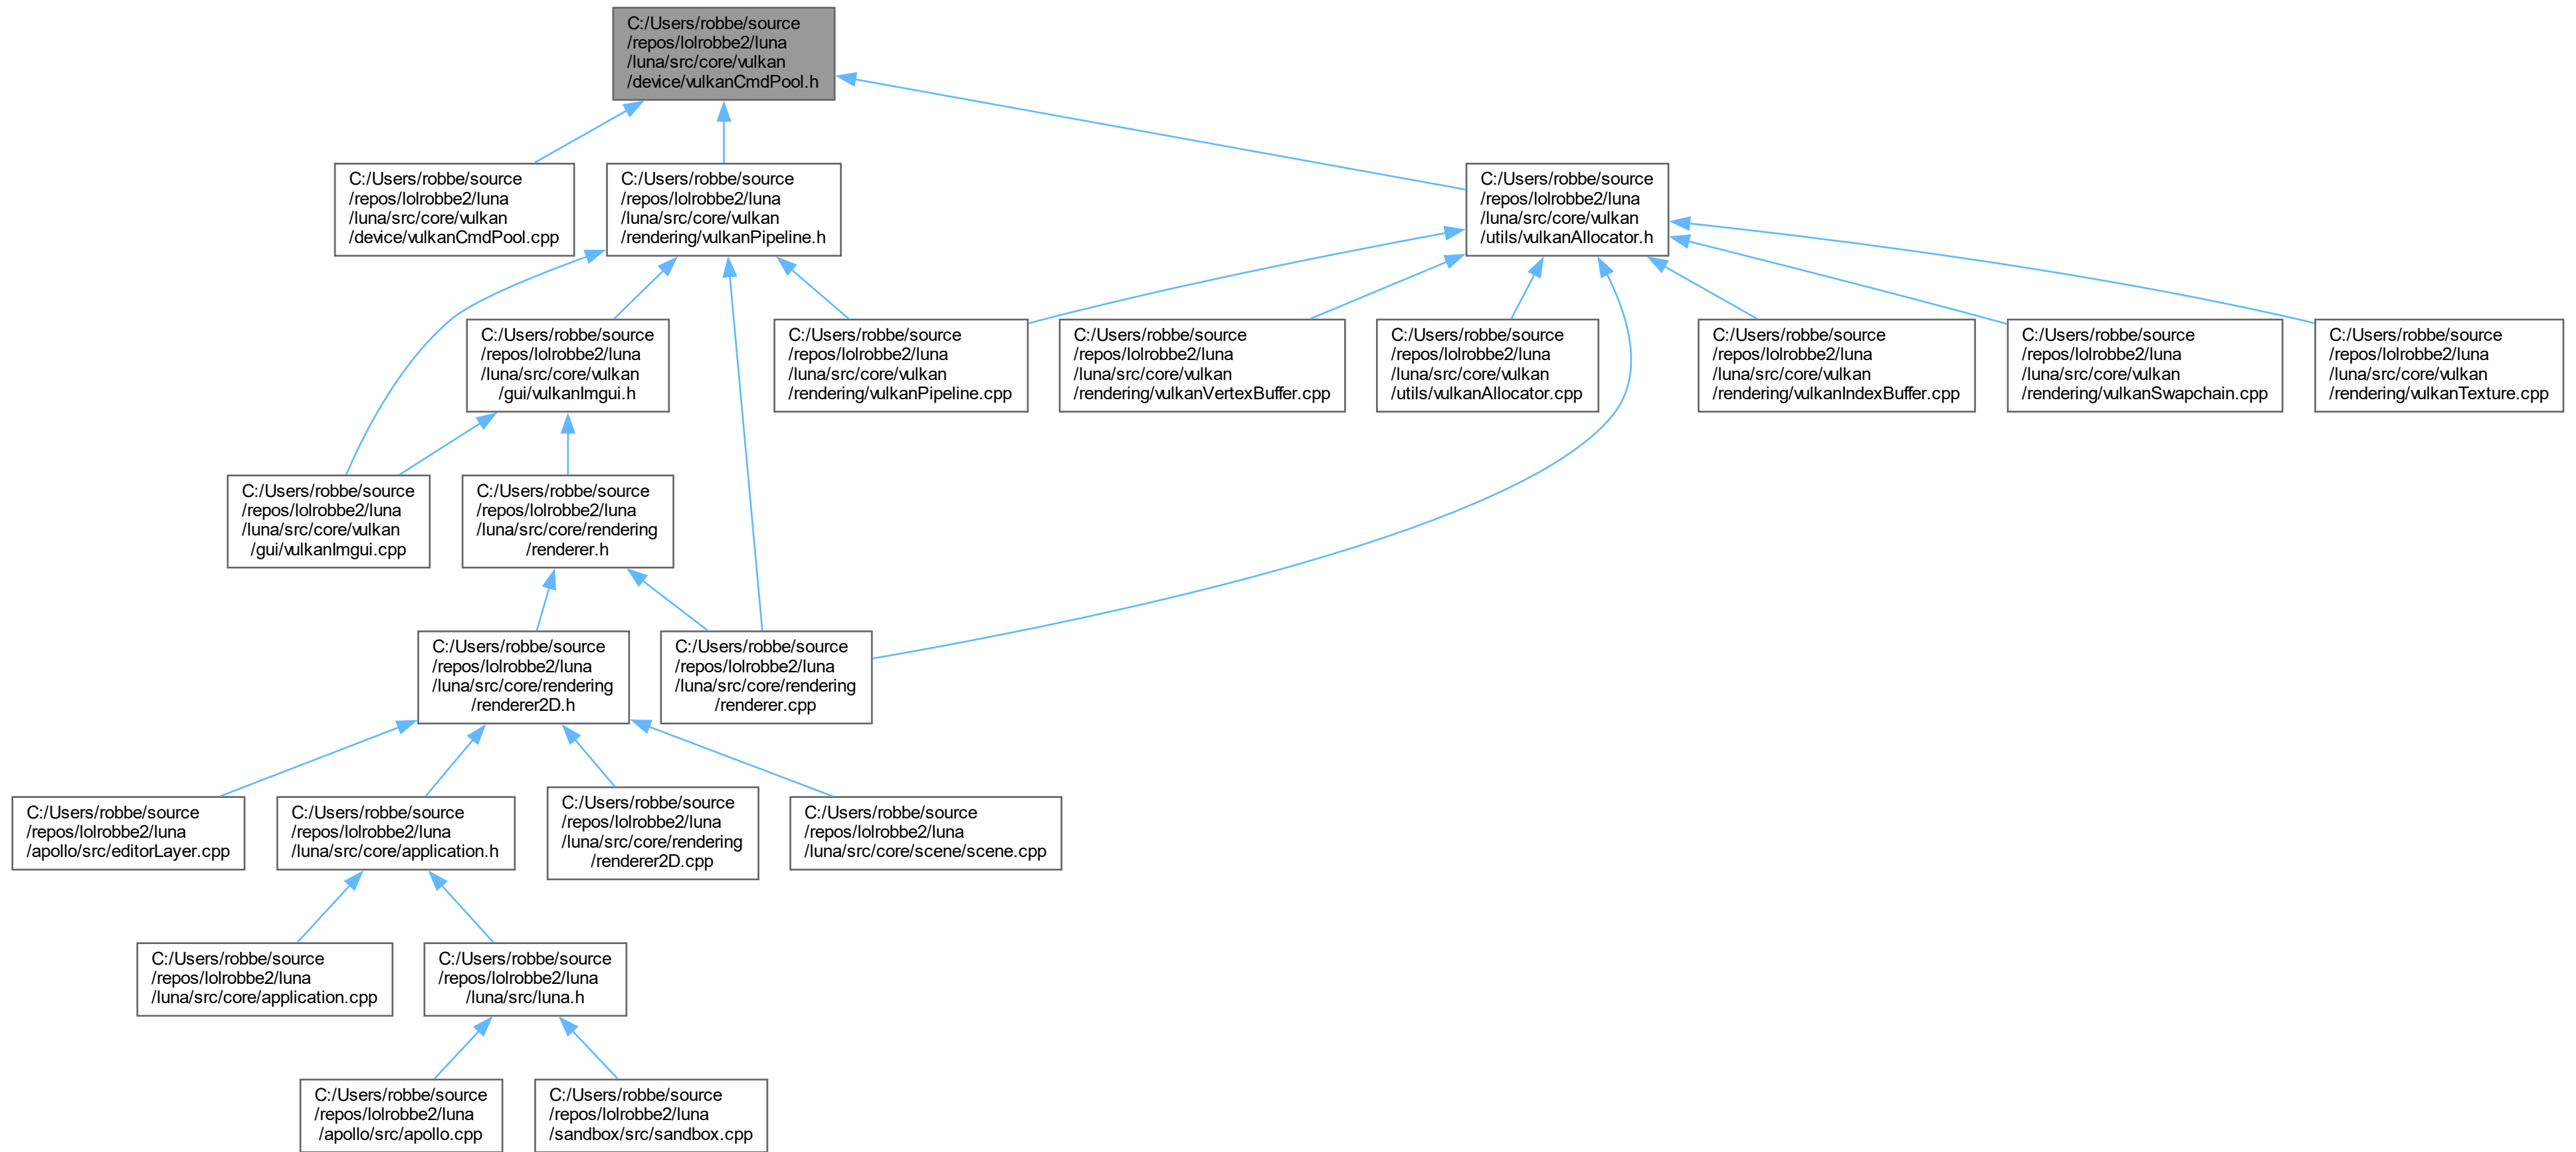 C:/Users/robbe/source
/repos/lolrobbe2/luna
/luna/src/core/vulkan
/device/vulkanCmdPool.h
C:/Users/robbe/source
/repos/lolrobbe2/luna
/luna/src/core/vulkan
/device/vulkanCmdPool.cpp
C:/Users/robbe/source
/repos/lolrobbe2/luna
/luna/src/core/vulkan
/rendering/vulkanPipeline.h
C:/Users/robbe/source
/repos/lolrobbe2/luna
/luna/src/core/vulkan
/utils/vulkanAllocator.h
C:/Users/robbe/source
/repos/lolrobbe2/luna
/luna/src/core/vulkan
/gui/vulkanImgui.h
C:/Users/robbe/source
/repos/lolrobbe2/luna
/luna/src/core/vulkan
/rendering/vulkanPipeline.cpp
C:/Users/robbe/source
/repos/lolrobbe2/luna
/luna/src/core/vulkan
/rendering/vulkanVertexBuffer.cpp
C:/Users/robbe/source
/repos/lolrobbe2/luna
/luna/src/core/vulkan
/utils/vulkanAllocator.cpp
C:/Users/robbe/source
/repos/lolrobbe2/luna
/luna/src/core/vulkan
/rendering/vulkanIndexBuffer.cpp
C:/Users/robbe/source
/repos/lolrobbe2/luna
/luna/src/core/vulkan
/rendering/vulkanSwapchain.cpp
C:/Users/robbe/source
/repos/lolrobbe2/luna
/luna/src/core/vulkan
/rendering/vulkanTexture.cpp
C:/Users/robbe/source
/repos/lolrobbe2/luna
/luna/src/core/vulkan
/gui/vulkanImgui.cpp
C:/Users/robbe/source
/repos/lolrobbe2/luna
/luna/src/core/rendering
/renderer.h
C:/Users/robbe/source
/repos/lolrobbe2/luna
/luna/src/core/rendering
/renderer2D.h
C:/Users/robbe/source
/repos/lolrobbe2/luna
/luna/src/core/rendering
/renderer.cpp
C:/Users/robbe/source
/repos/lolrobbe2/luna
/apollo/src/editorLayer.cpp
C:/Users/robbe/source
/repos/lolrobbe2/luna
/luna/src/core/application.h
C:/Users/robbe/source
/repos/lolrobbe2/luna
/luna/src/core/rendering
/renderer2D.cpp
C:/Users/robbe/source
/repos/lolrobbe2/luna
/luna/src/core/scene/scene.cpp
C:/Users/robbe/source
/repos/lolrobbe2/luna
/luna/src/core/application.cpp
C:/Users/robbe/source
/repos/lolrobbe2/luna
/luna/src/luna.h
C:/Users/robbe/source
/repos/lolrobbe2/luna
/apollo/src/apollo.cpp
C:/Users/robbe/source
/repos/lolrobbe2/luna
/sandbox/src/sandbox.cpp